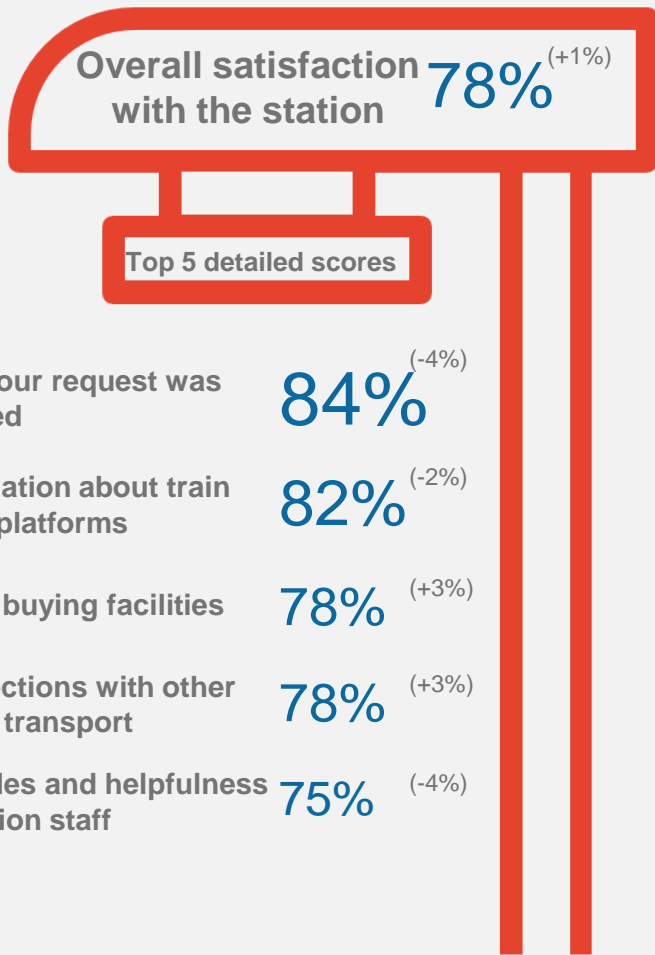 Overall satisfaction 78% (+1%)
with the station
Top 5 detailed scores
our request was 84% (-4%)
ed
ation about train 82% (-2%)
platforms
buying facilities 78% (+3%)
ctions with other 78% (+3%)
transport
les and helpfulness 75% (-4%)
ion staff